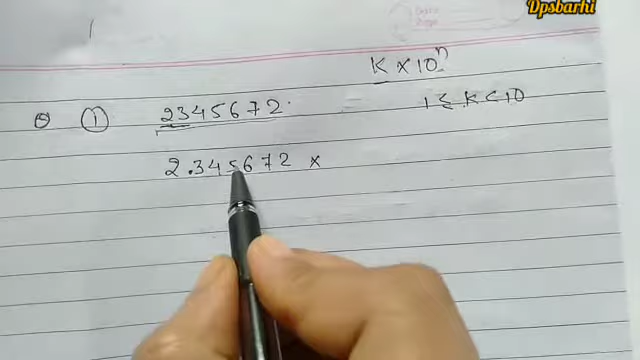 Dpsbarhi
K × 10ⁿ
Q ① 2345672.
1 ≤ K < 10
2.345672 ×